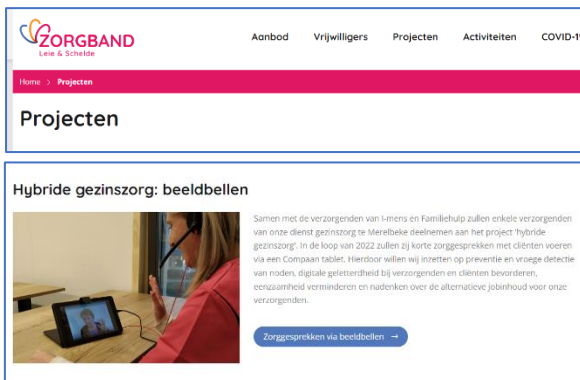 ZORGBAND
Leie & Schelde
Aanbod Vrijwilligers Projecten Activiteiten COVID-19
Home > Projecten
Projecten
Hybride gezinszorg: beeldbellen
Samen met de verzorgenden van I-mens en Familiehulp zullen enkele verzorgenden
van onze dienst gezinszorg te Merelbeke deelnemen aan het project 'hybride
gezinszorg'. In de loop van 2022 zullen zij korte zorggesprekken met cliënten voeren
via een Compaan tablet. Hierdoor willen wij inzetten op preventie en vroege detectie
van noden, digitale geletterdheid bij verzorgenden en cliënten bevorderen,
eenzaamheid verminderen en nadenken over de alternatieve jobinhoud voor onze
verzorgenden.
Zorggesprekken via beeldbellen →